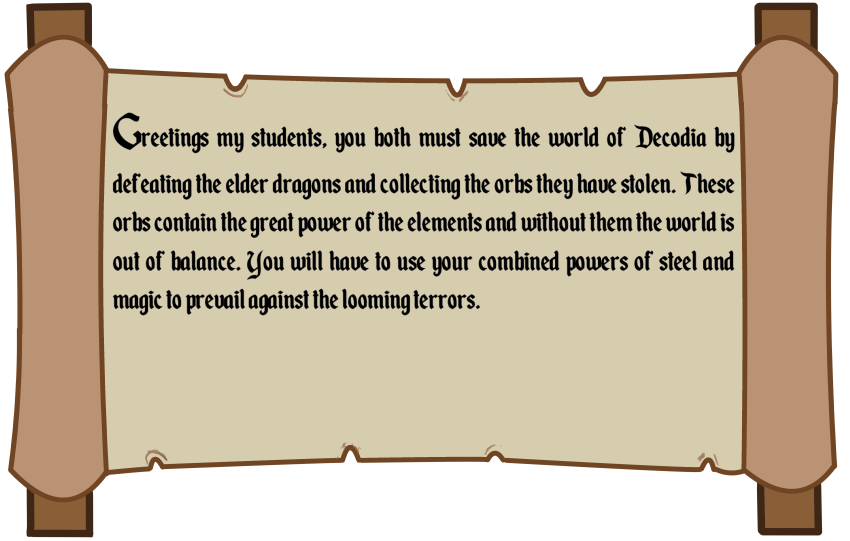 Greetings my students, you both must save the world of Decodia by
defeating the elder dragons and collecting the orbs they have stolen. These
orbs contain the great power of the elements and without them the world is
out of balance. You will have to use your combined powers of steel and
magic to prevail against the looming terrors.